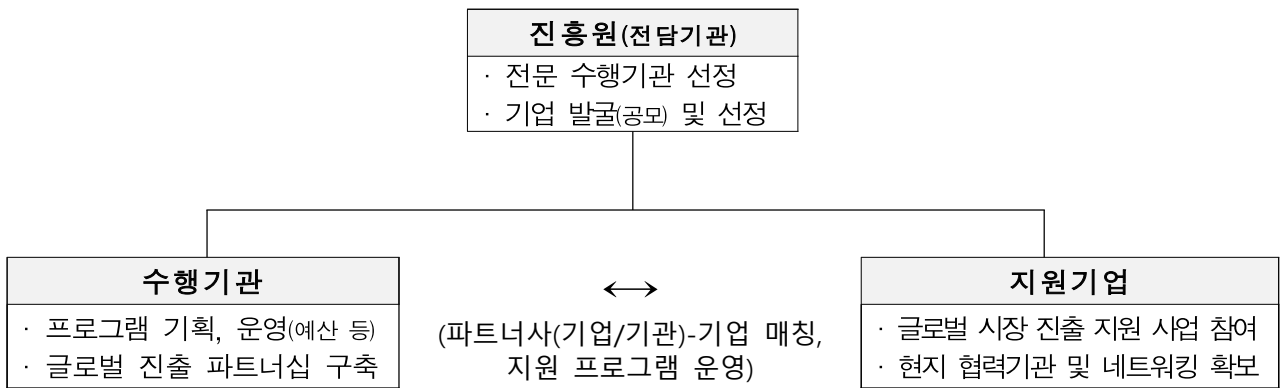 진흥원(전담기관)
· 전문 수행기관 선정
· 기업 발굴(공모) 및 선정
수행기관
· 프로그램 기획, 운영(예산 등)
· 글로벌 진출 파트너십 구축
↔
(파트너사(기업/기관)-기업 매칭,
지원 프로그램 운영)
지원기업
· 글로벌 시장 진출 지원 사업 참여
· 현지 협력기관 및 네트워킹 확보